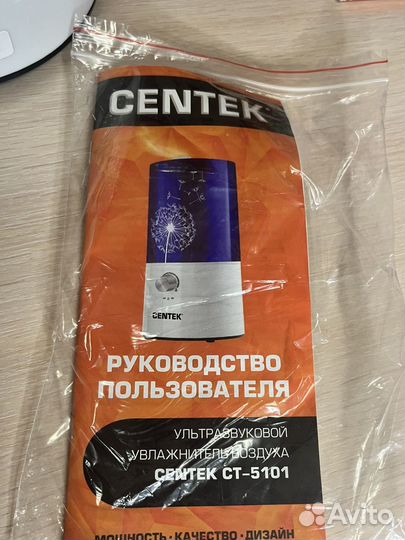 CENTEK
CENTEK
РУКОВОДСТВО
ПОЛЬЗОВАТЕЛЯ
УЛЬТРАЗВУКОВОЙ
УВЛАЖНИТЕЛЬ ВОЗДУХА
CENTEK CT-5101
МОЩНОСТЬ·КАЧЕСТВО·ДИЗАЙН
Avito